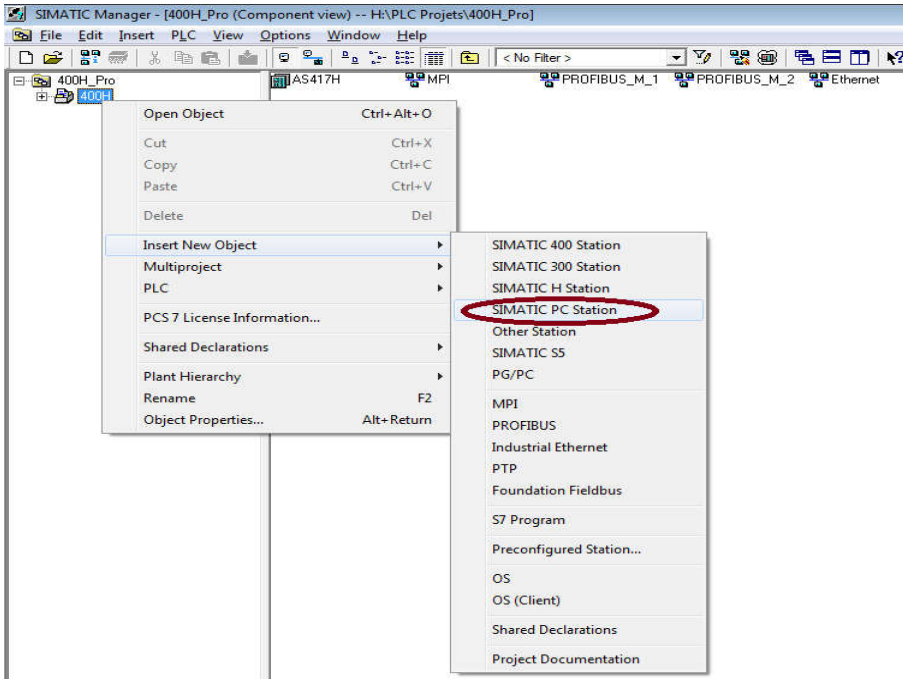 SIMATIC Manager - [400H_Pro (Component view) -- H:\PLC Projets\400H_Pro]
File Edit Insert PLC View Options Window Help
< No Filter >
400H_Pro
400H
AS417H MPI PROFIBUS_M_1 PROFIBUS_M_2 Ethernet
Open Object Ctrl+Alt+O
Cut Ctrl+X
Copy Ctrl+C
Paste Ctrl+V
Delete Del
Insert New Object
Multiproject
PLC
PCS 7 License Information...
Shared Declarations
Plant Hierarchy
Rename F2
Object Properties... Alt+Return
SIMATIC 400 Station
SIMATIC 300 Station
SIMATIC H Station
SIMATIC PC Station
Other Station
SIMATIC S5
PG/PC
MPI
PROFIBUS
Industrial Ethernet
PTP
Foundation Fieldbus
S7 Program
Preconfigured Station...
OS
OS (Client)
Shared Declarations
Project Documentation